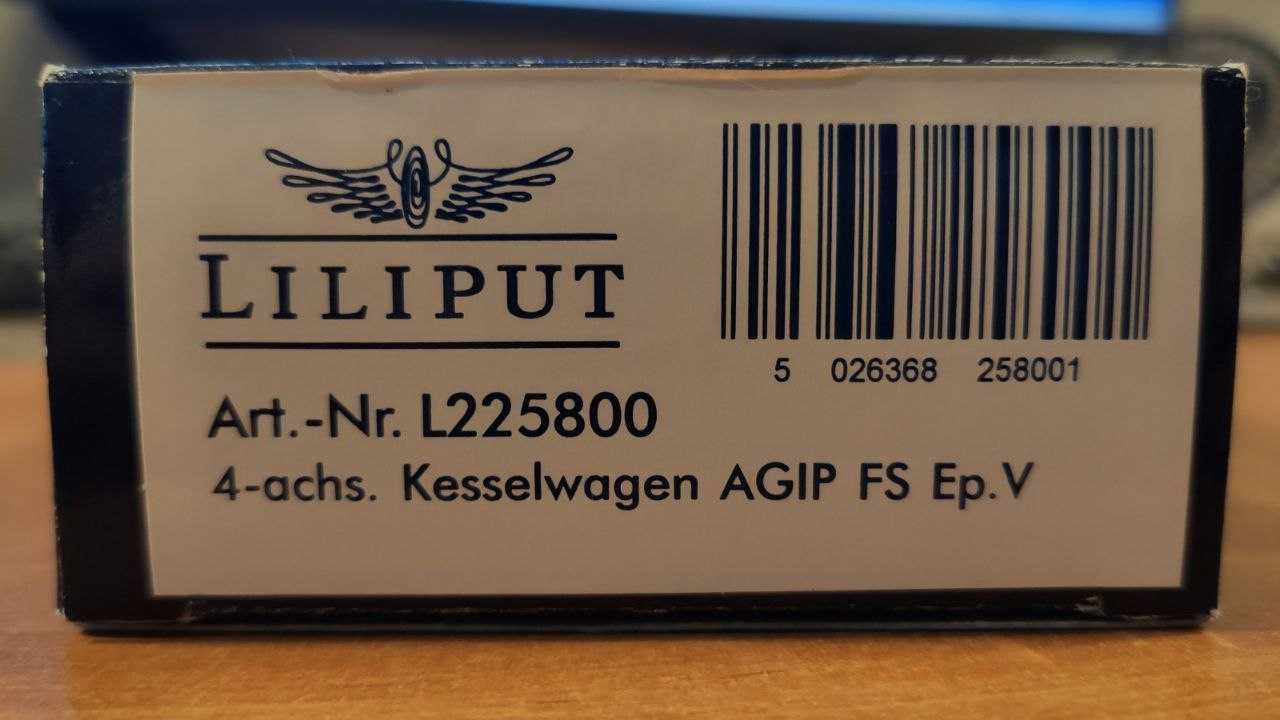 LILIPUT
5 026368 258001
Art.-Nr. L225800
4-achs. Kesselwagen AGIP FS Ep.V